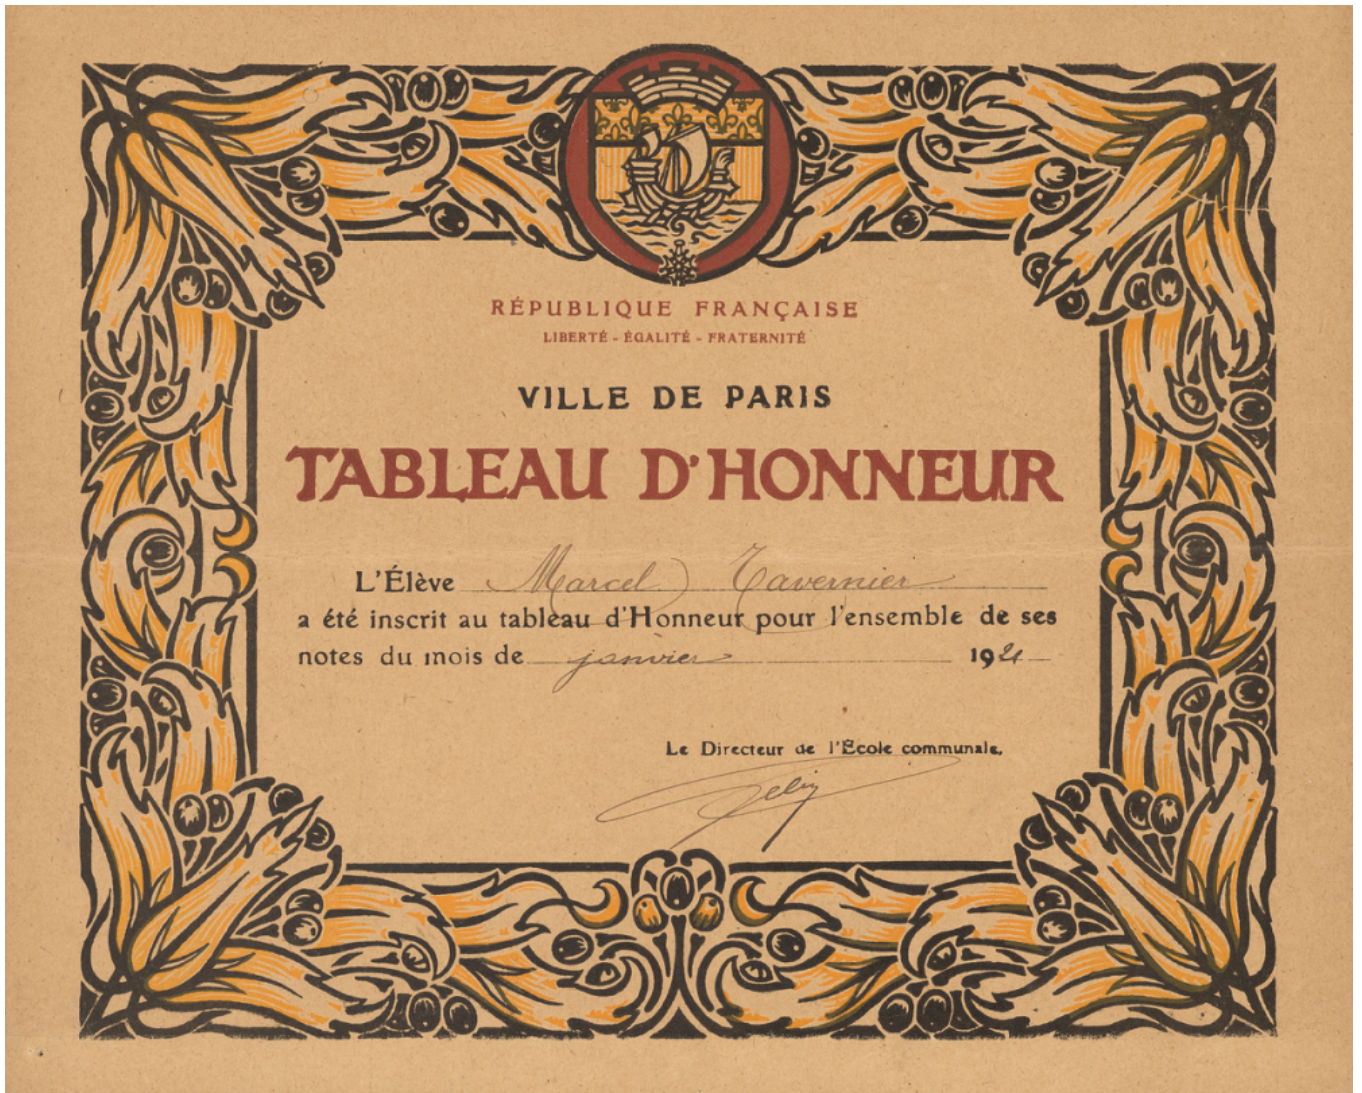 RÉPUBLIQUE FRANÇAISE
LIBERTÉ - ÉGALITÉ - FRATERNITÉ
VILLE DE PARIS
TABLEAU D'HONNEUR
L'Élève Marcel Tavernier
a été inscrit au tableau d'Honneur pour l'ensemble de ses
notes du mois de janvier 1921
Le Directeur de l'École communale,